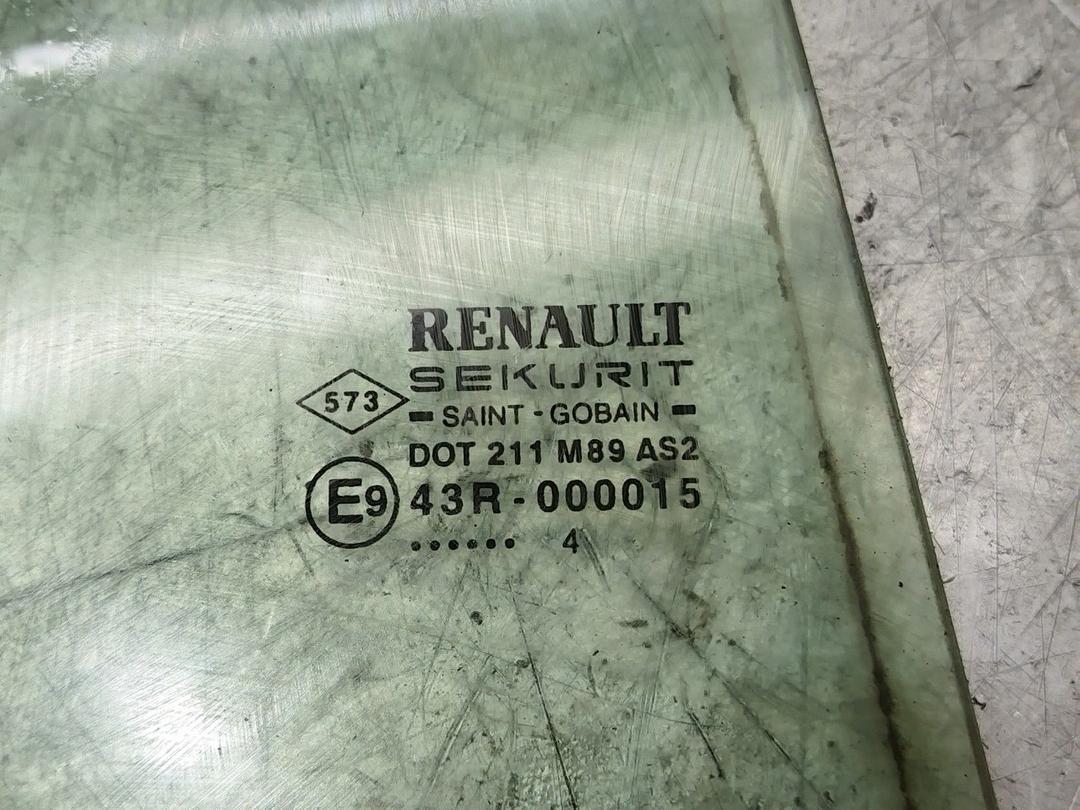 RENAULT
SEKURIT
573
SAINT - GOBAIN
DOT 211 M89 AS2
E9 43R - 000015
...... 4